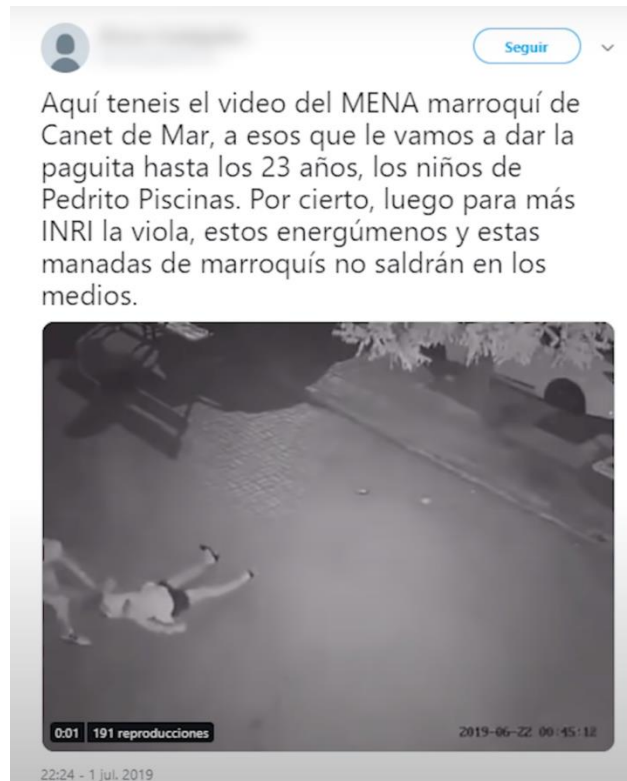 Seguir
Aquí teneis el video del MENA marroquí de
Canet de Mar, a esos que le vamos a dar la
paguita hasta los 23 años, los niños de
Pedrito Piscinas. Por cierto, luego para más
INRI la viola, estos energúmenos y estas
manadas de marroquís no saldrán en los
medios.
0:01 191 reproducciones
2019-06-22 00:45:12
22:24 - 1 jul. 2019